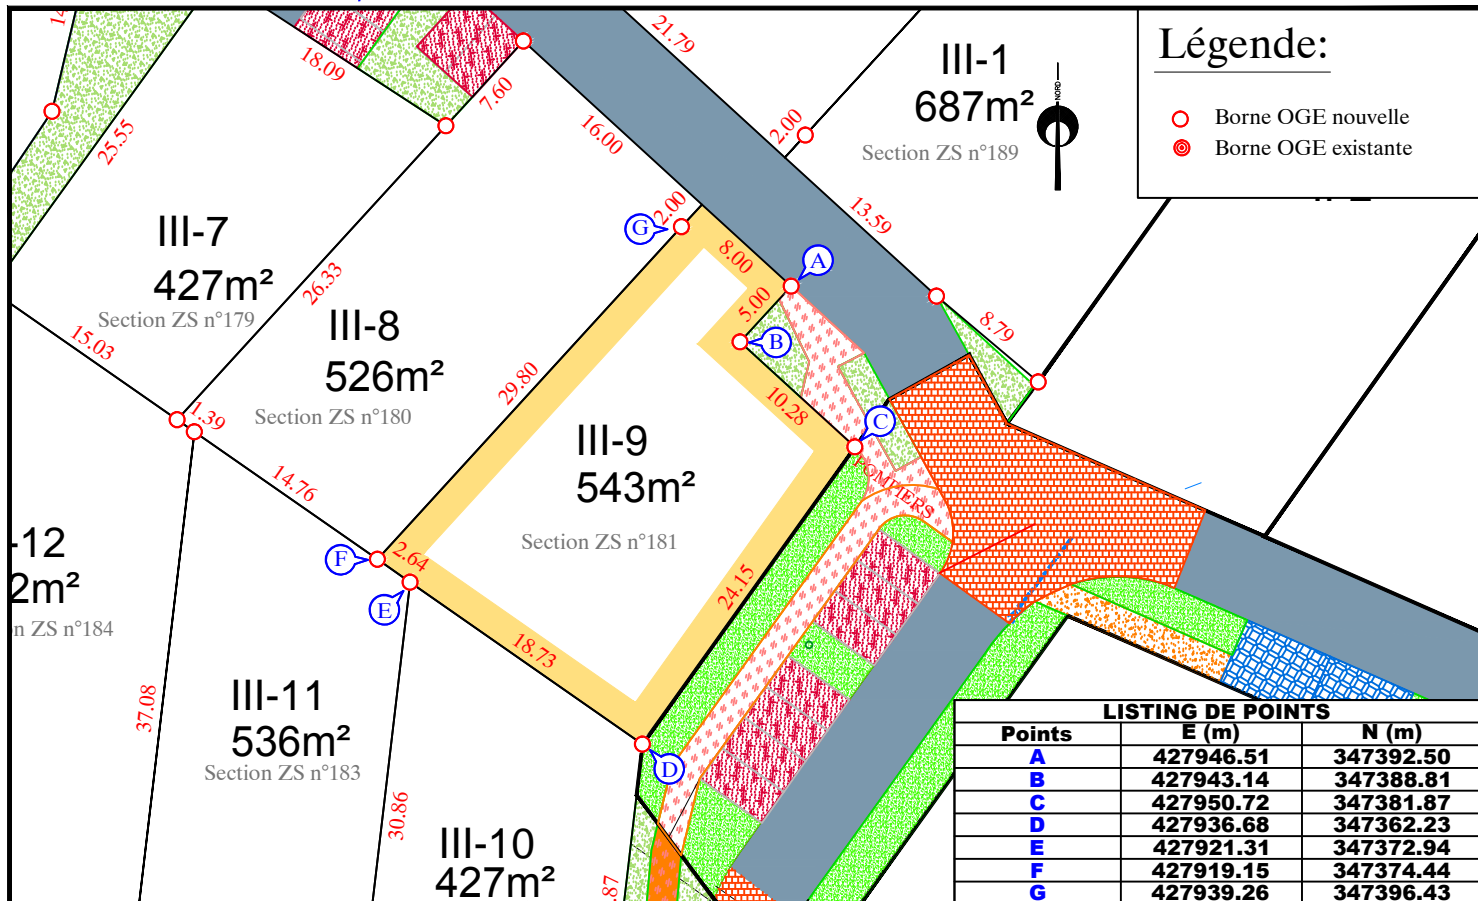 Légende:
Borne OGE nouvelle
Borne OGE existante
NORD
III-1
687m²
Section ZS n°189
III-7
427m²
Section ZS n°179
III-8
526m²
Section ZS n°180
III-9
543m²
Section ZS n°181
-12
2m²
n ZS n°184
III-11
536m²
Section ZS n°183
III-10
427m²
POMPIERS
18.09
7.60
21.79
16.00
2.00
25.55
2.00
13.59
8.00
5.00
8.79
26.33
15.03
1.39
29.80
10.28
14.76
2.64
24.15
18.73
37.08
30.86
.87
G
A
B
C
F
E
D
LISTING DE POINTS
Points E (m) N (m)
A 427946.51 347392.50
B 427943.14 347388.81
C 427950.72 347381.87
D 427936.68 347362.23
E 427921.31 347372.94
F 427919.15 347374.44
G 427939.26 347396.43